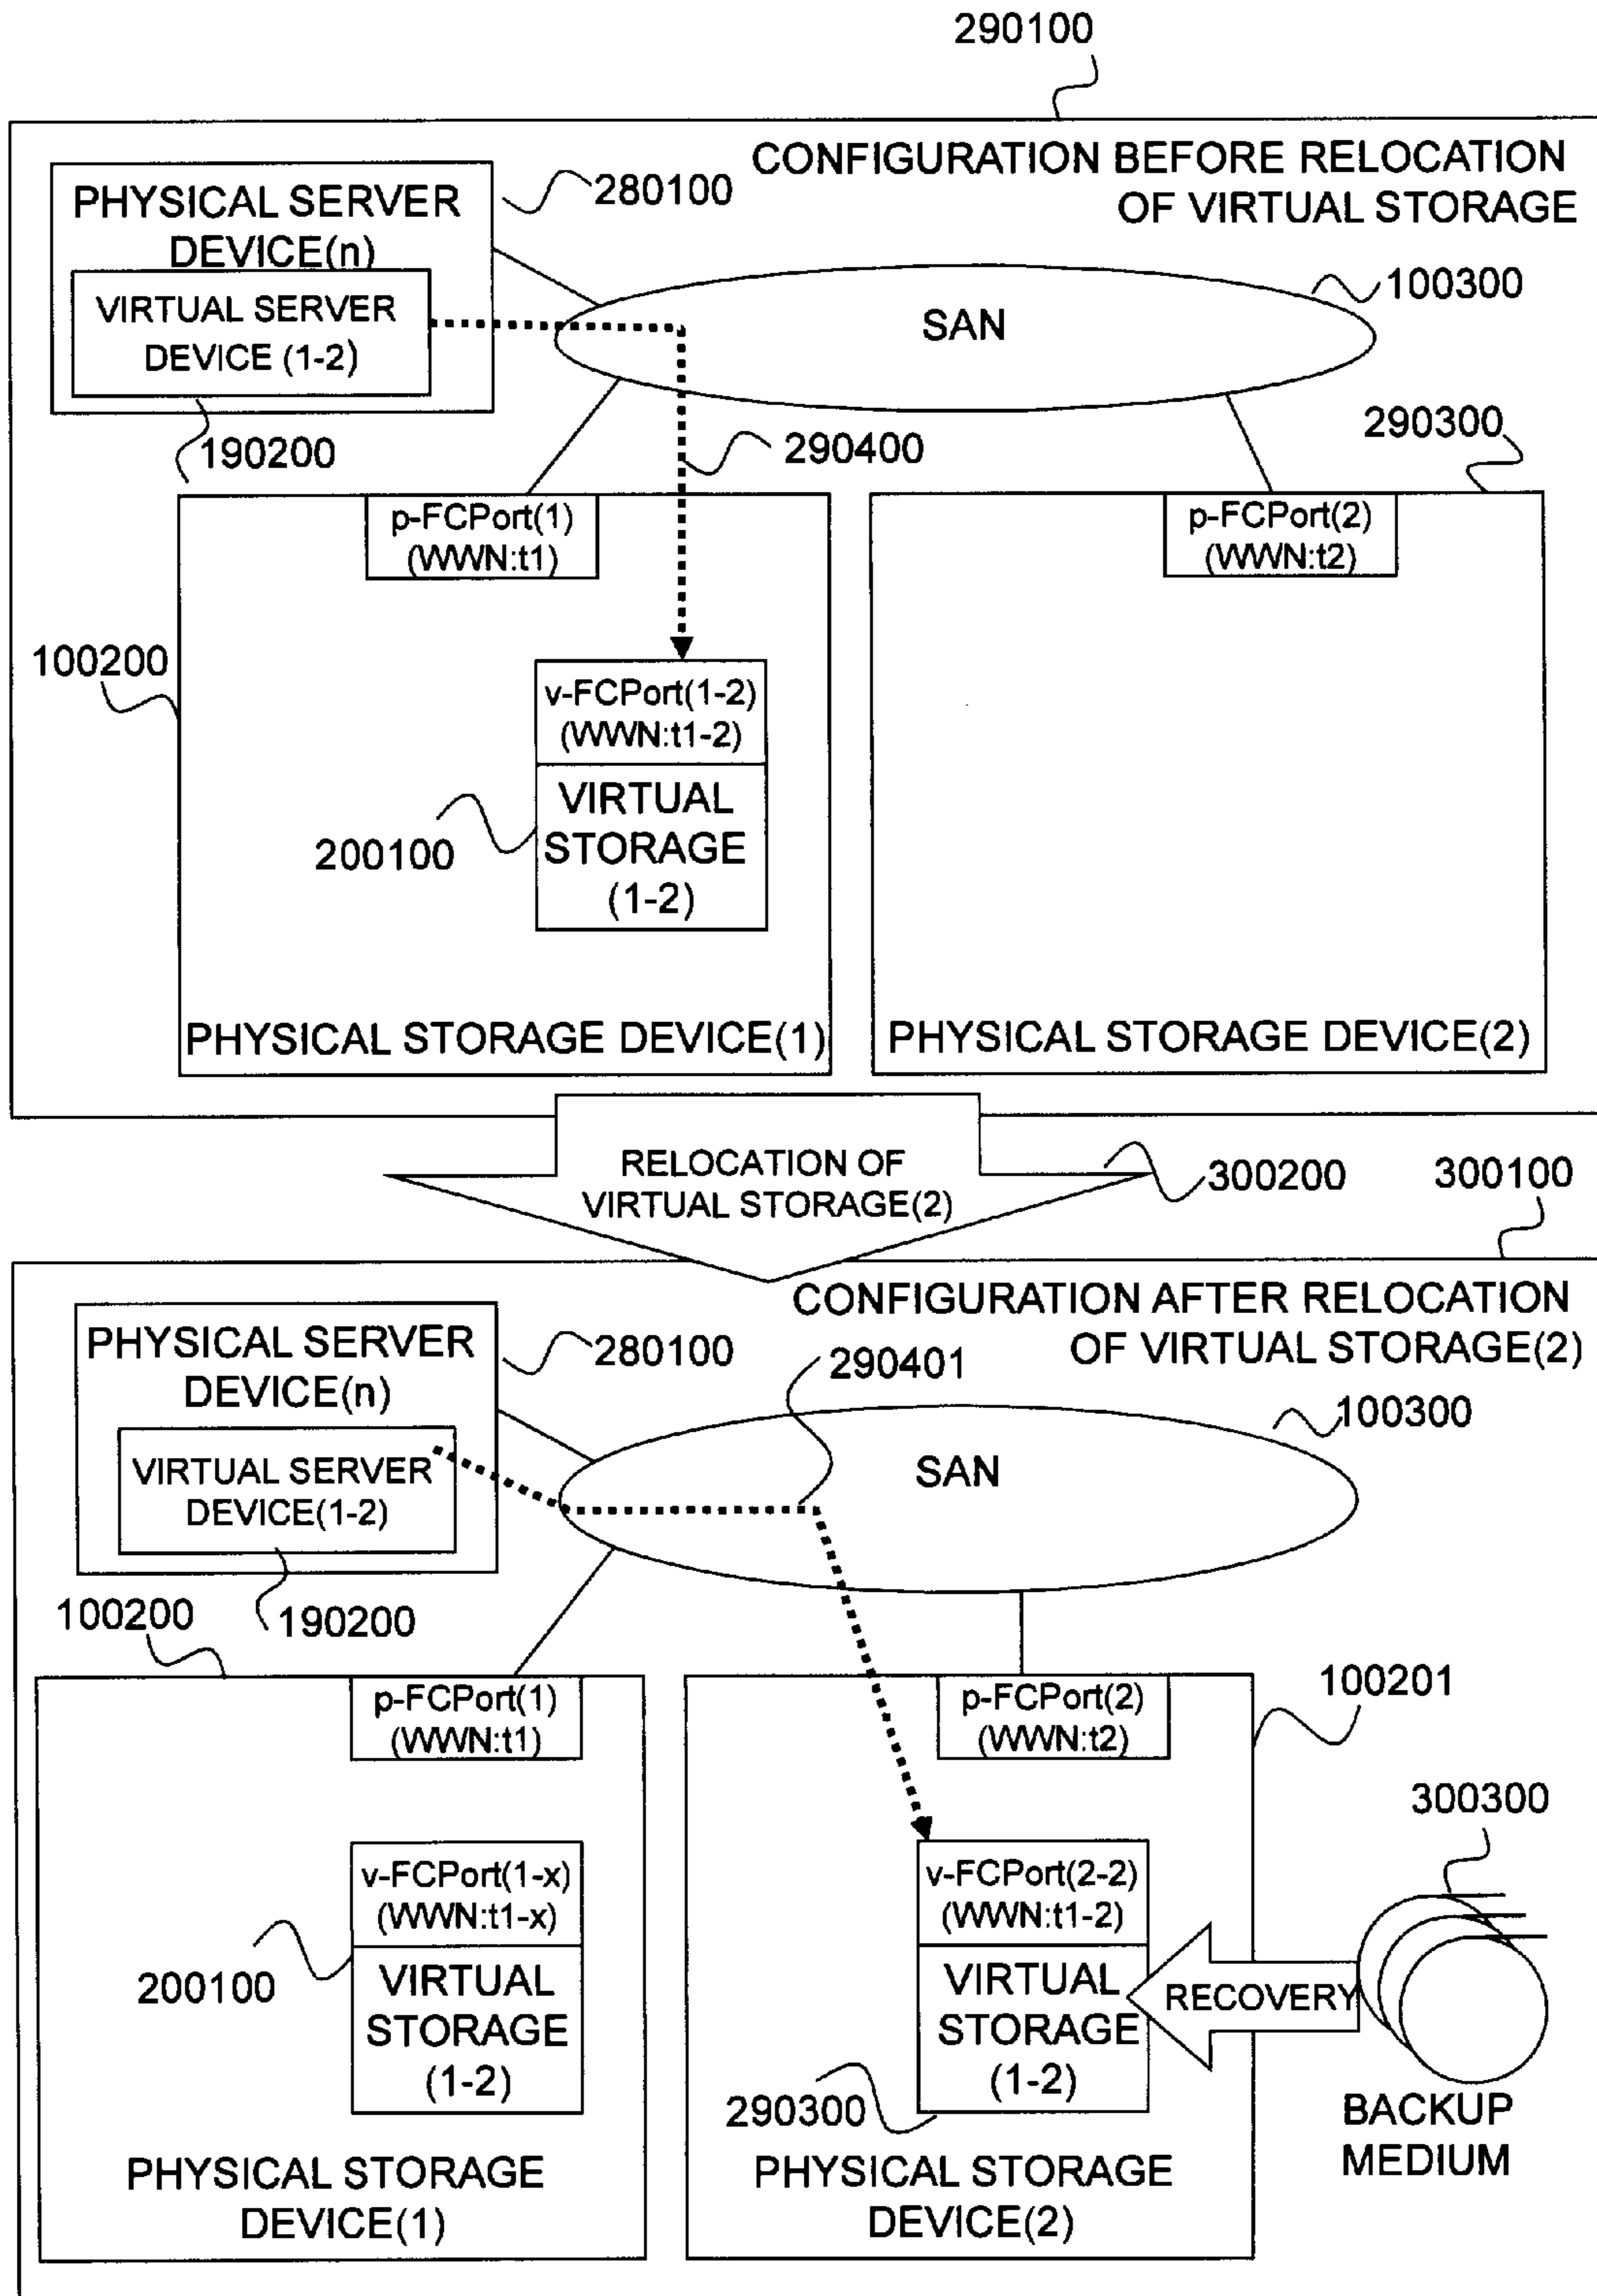 290100
CONFIGURATION BEFORE RELOCATION
OF VIRTUAL STORAGE
PHYSICAL SERVER
DEVICE(n)
280100
VIRTUAL SERVER
DEVICE (1-2)
190200
SAN
100300
290400
290300
p-FCPort(1)
(WWN:t1)
p-FCPort(2)
(WWN:t2)
100200
v-FCPort(1-2)
(WWN:t1-2)
VIRTUAL
STORAGE
(1-2)
200100
PHYSICAL STORAGE DEVICE(1)
PHYSICAL STORAGE DEVICE(2)
RELOCATION OF
VIRTUAL STORAGE(2)
300200
300100
CONFIGURATION AFTER RELOCATION
OF VIRTUAL STORAGE(2)
PHYSICAL SERVER
DEVICE(n)
280100
290401
VIRTUAL SERVER
DEVICE(1-2)
190200
SAN
100300
100200
p-FCPort(1)
(WWN:t1)
p-FCPort(2)
(WWN:t2)
100201
v-FCPort(1-x)
(WWN:t1-x)
VIRTUAL
STORAGE
(1-2)
200100
v-FCPort(2-2)
(WWN:t1-2)
VIRTUAL
STORAGE
(1-2)
290300
RECOVERY
300300
BACKUP
MEDIUM
PHYSICAL STORAGE
DEVICE(1)
PHYSICAL STORAGE
DEVICE(2)